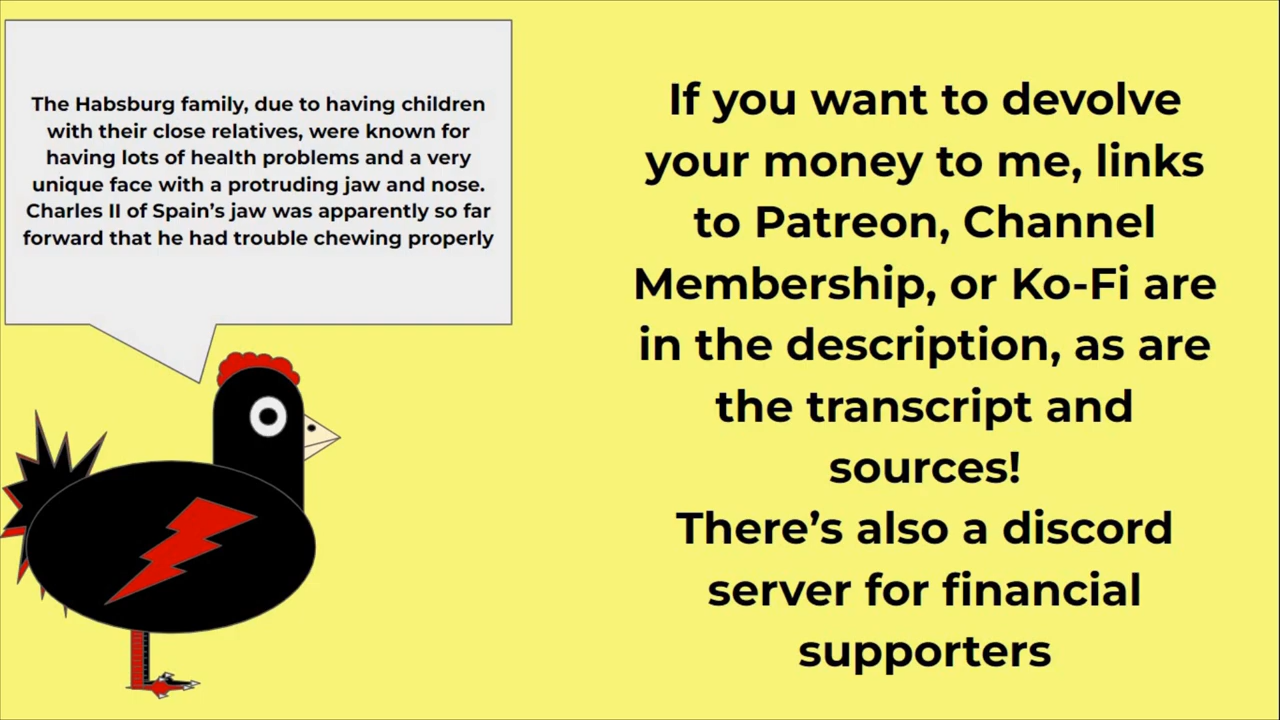 The Habsburg family, due to having children
with their close relatives, were known for
having lots of health problems and a very
unique face with a protruding jaw and nose.
Charles II of Spain’s jaw was apparently so far
forward that he had trouble chewing properly
If you want to devolve
your money to me, links
to Patreon, Channel
Membership, or Ko-Fi are
in the description, as are
the transcript and
sources!
There’s also a discord
server for financial
supporters